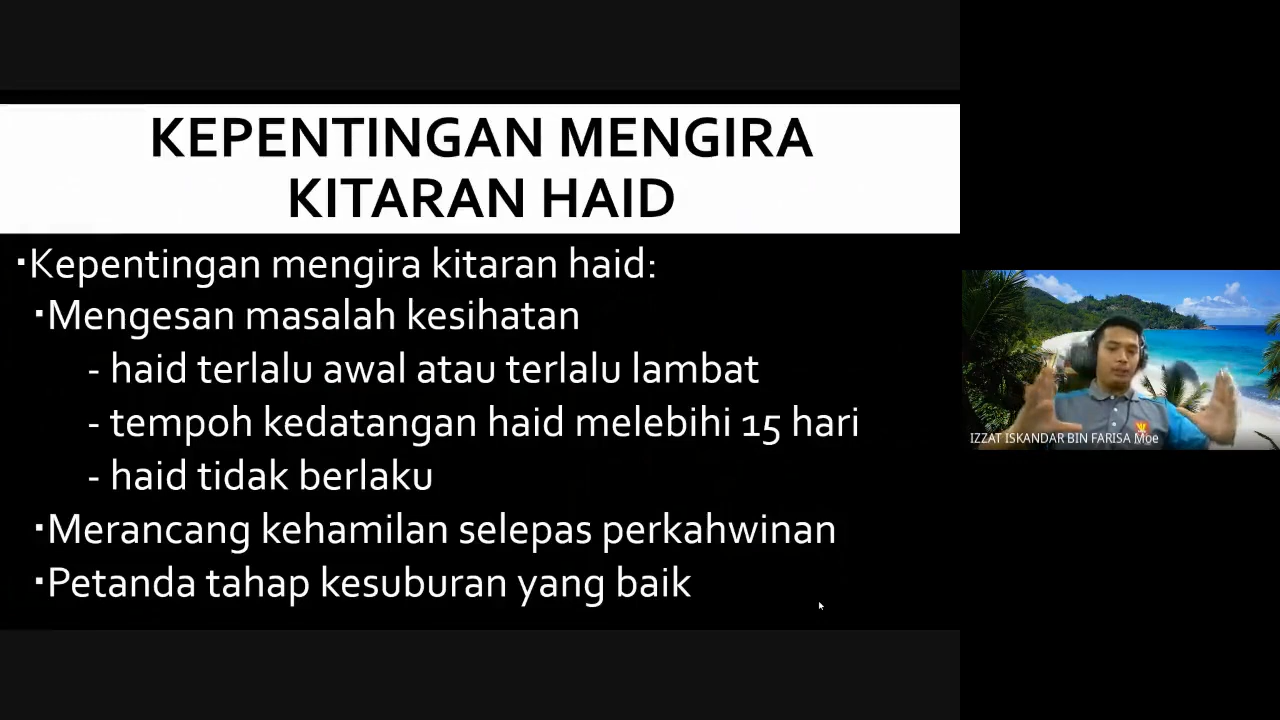 KEPENTINGAN MENGIRA
KITARAN HAID
▪Kepentingan mengira kitaran haid:
▪Mengesan masalah kesihatan
- haid terlalu awal atau terlalu lambat
- tempoh kedatangan haid melebihi 15 hari
- haid tidak berlaku
▪Merancang kehamilan selepas perkahwinan
▪Petanda tahap kesuburan yang baik
IZZAT ISKANDAR BIN FARISA Moe